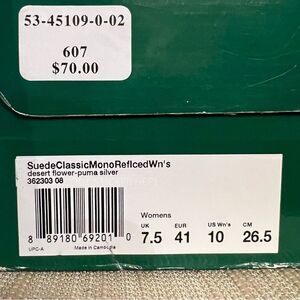 53-45109-0-02
607
$70.00
SuedeClassicMonoReflcedWn's
desert flower-puma silver
362303 08
8 89180 69201 0
UPC-A Made in Cambodia
Womens
UK EUR US Wn's CM
7.5 41 10 26.5